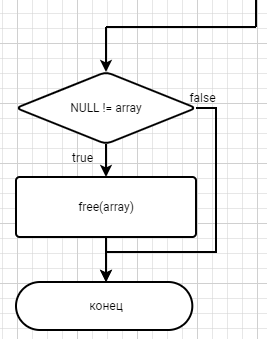 NULL != array
false
true
free(array)
конец